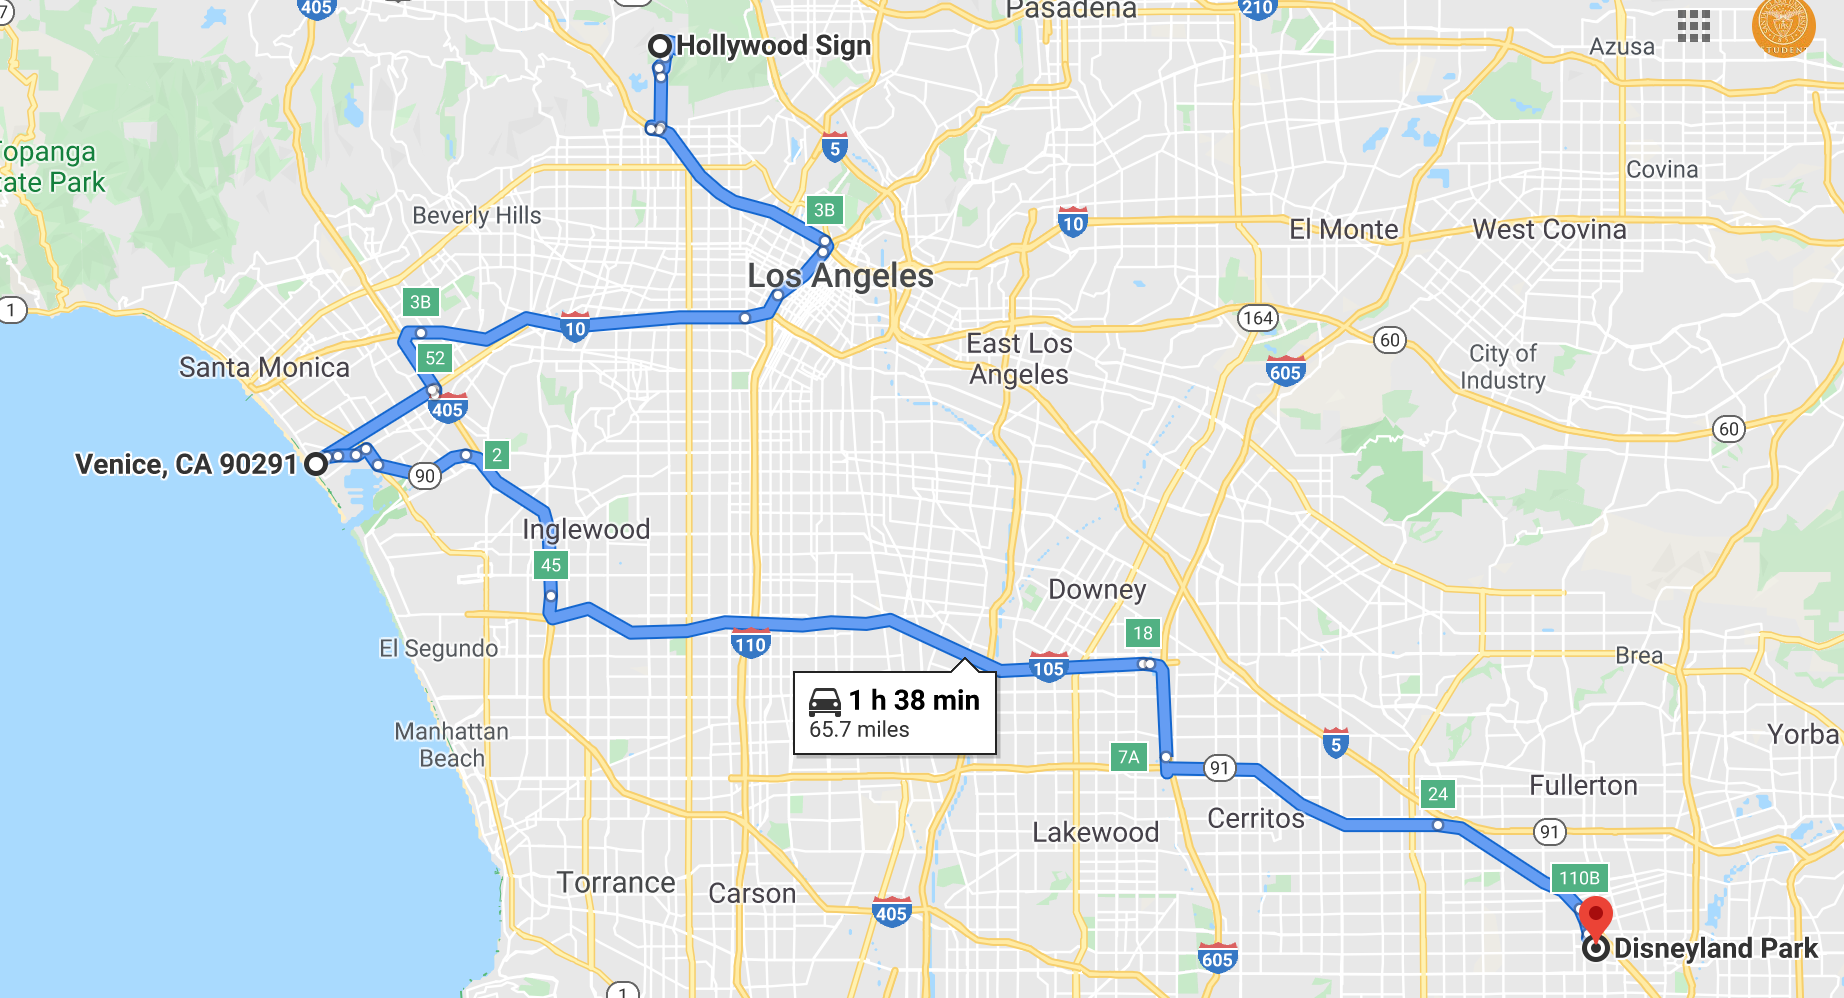 405
Pasadena
210
Hollywood Sign
Azusa
STUDENT
5
opanga
tate Park
Covina
Beverly Hills
3B
10
El Monte
West Covina
Los Angeles
3B
1
10
164
60
East Los
Angeles
City of
Industry
52
Santa Monica
605
405
60
Venice, CA 90291
2
90
Inglewood
45
Downey
18
El Segundo
110
105
Brea
1 h 38 min
65.7 miles
Manhattan
Beach
Yorba
5
7A
91
Fullerton
24
Cerritos
Lakewood
91
Torrance
Carson
110B
405
605
Disneyland Park
1